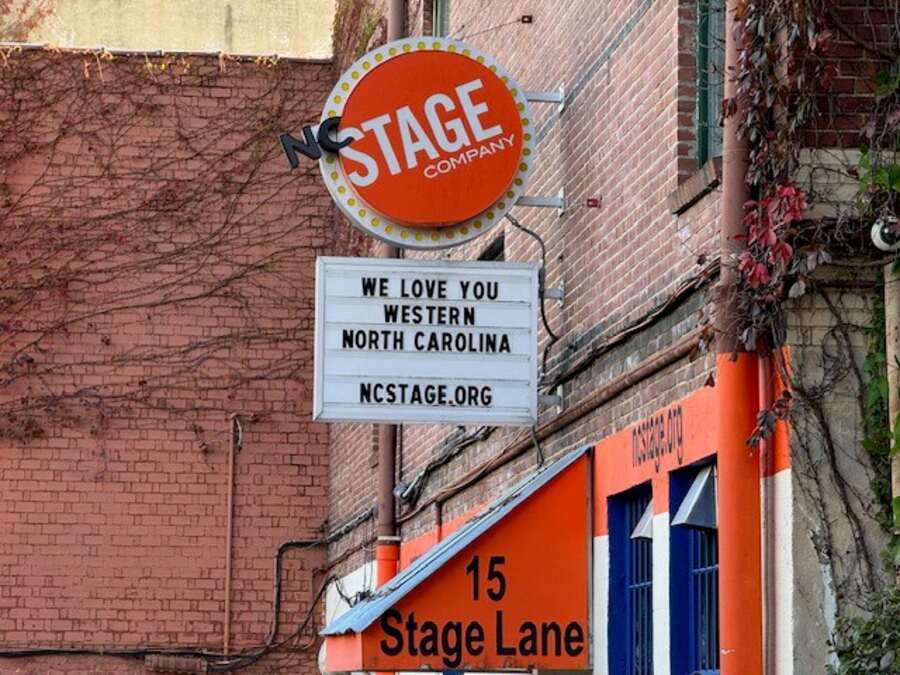 NC
STAGE
COMPANY
WE LOVE YOU
WESTERN
NORTH CAROLINA
NCSTAGE.ORG
ncstage.org
15
Stage Lane